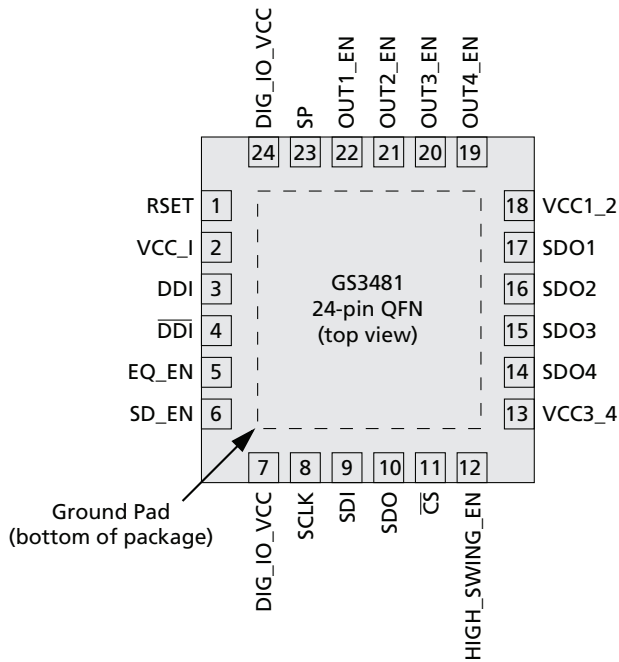 DIG_IO_VCC
SP
OUT1_EN
OUT2_EN
OUT3_EN
OUT4_EN
24
23
22
21
20
19
RSET 1
VCC_I 2
DDI 3
D̅D̅I̅ 4
EQ_EN 5
SD_EN 6
GS3481
24-pin QFN
(top view)
18 VCC1_2
17 SDO1
16 SDO2
15 SDO3
14 SDO4
13 VCC3_4
7
8
9
10
11
12
DIG_IO_VCC
SCLK
SDI
SDO
C̅S̅
HIGH_SWING_EN
Ground Pad
(bottom of package)